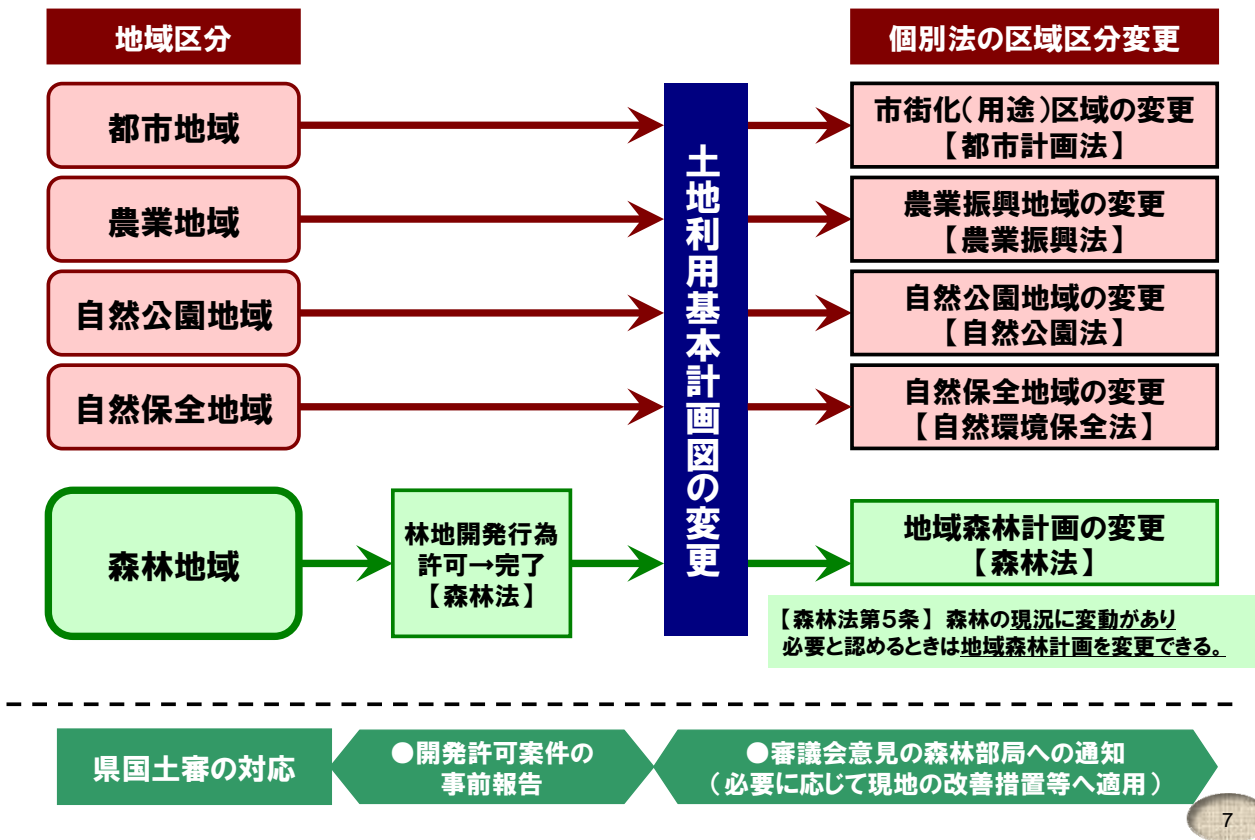 地域区分
個別法の区域区分変更
都市地域
市街化(用途)区域の変更
【都市計画法】
農業地域
農業振興地域の変更
【農業振興法】
自然公園地域
自然公園地域の変更
【自然公園法】
自然保全地域
自然保全地域の変更
【自然環境保全法】
土地利用基本計画図の変更
森林地域
林地開発行為
許可→完了
【森林法】
地域森林計画の変更
【森林法】
【森林法第5条】 森林の現況に変動があり
必要と認めるときは地域森林計画を変更できる。
県国土審の対応
●開発許可案件の
事前報告
●審議会意見の森林部局への通知
(必要に応じて現地の改善措置等へ適用)
7